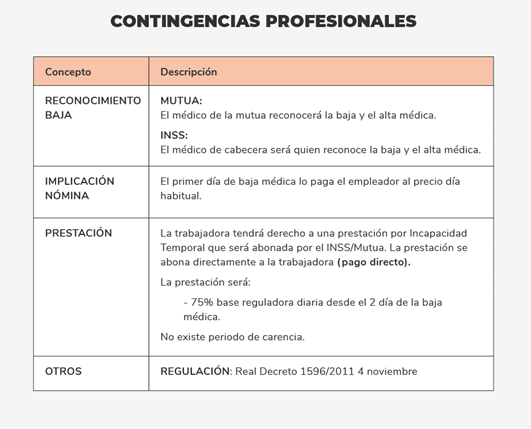 CONTINGENCIAS PROFESIONALES
Concepto
Descripción
RECONOCIMIENTO
BAJA
MUTUA:
El médico de la mutua reconocerá la baja y el alta médica.
INSS:
El médico de cabecera será quien reconoce la baja y el alta médica.
IMPLICACIÓN
NÓMINA
El primer día de baja médica lo paga el empleador al precio día
habitual.
PRESTACIÓN
La trabajadora tendrá derecho a una prestación por Incapacidad
Temporal que será abonada por el INSS/Mutua. La prestación se
abona directamente a la trabajadora (pago directo).
La prestación será:
- 75% base reguladora diaria desde el 2 día de la baja
médica.
No existe periodo de carencia.
OTROS
REGULACIÓN: Real Decreto 1596/2011 4 noviembre